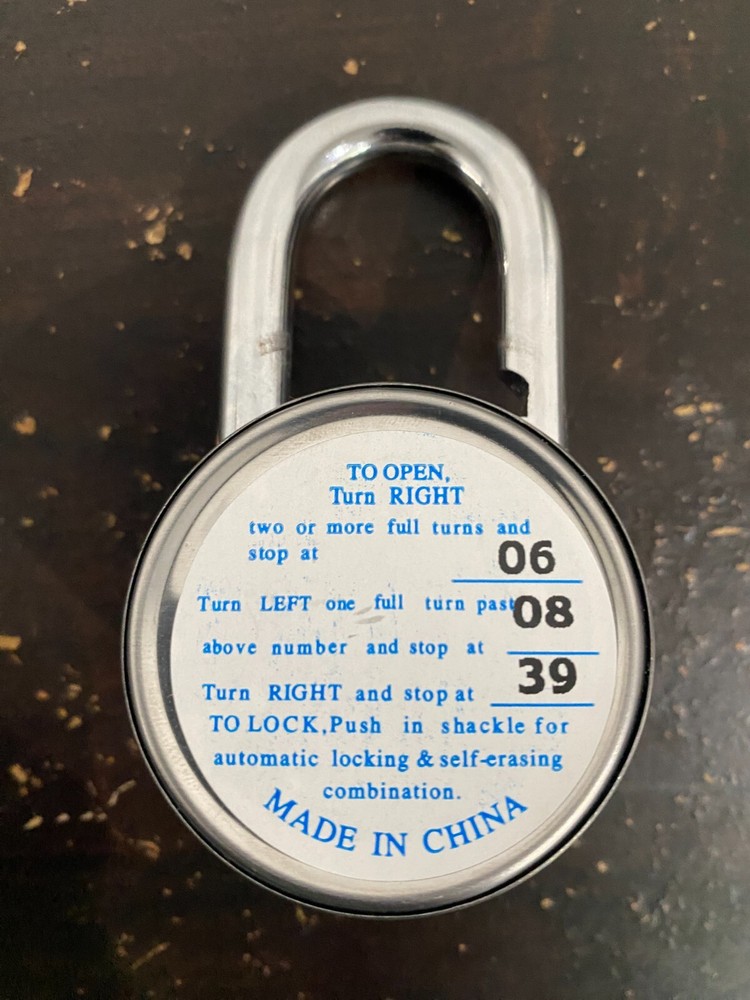 TO OPEN,
Turn RIGHT
two or more full turns and
stop at 06
Turn LEFT one full turn past 08
above number and stop at
Turn RIGHT and stop at 39
TO LOCK,Push in shackle for
automatic locking & self-erasing
combination.
MADE IN CHINA